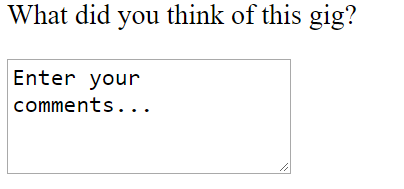 What did you think of this gig?
Enter your
comments...